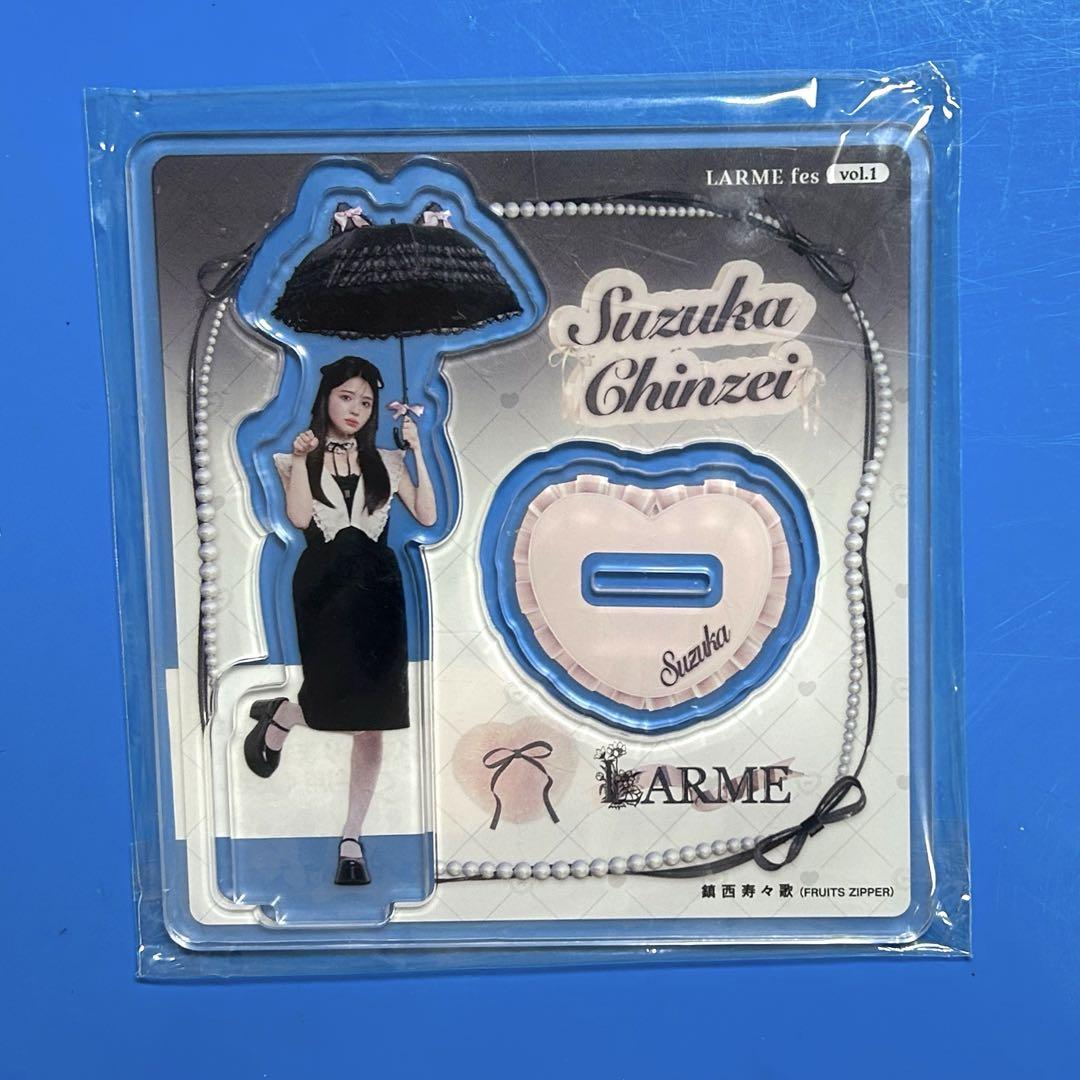 LARME fes vol.1
Suzuka
Chinzei
Suzuka
LARME
鎮西寿々歌 (FRUITS ZIPPER)